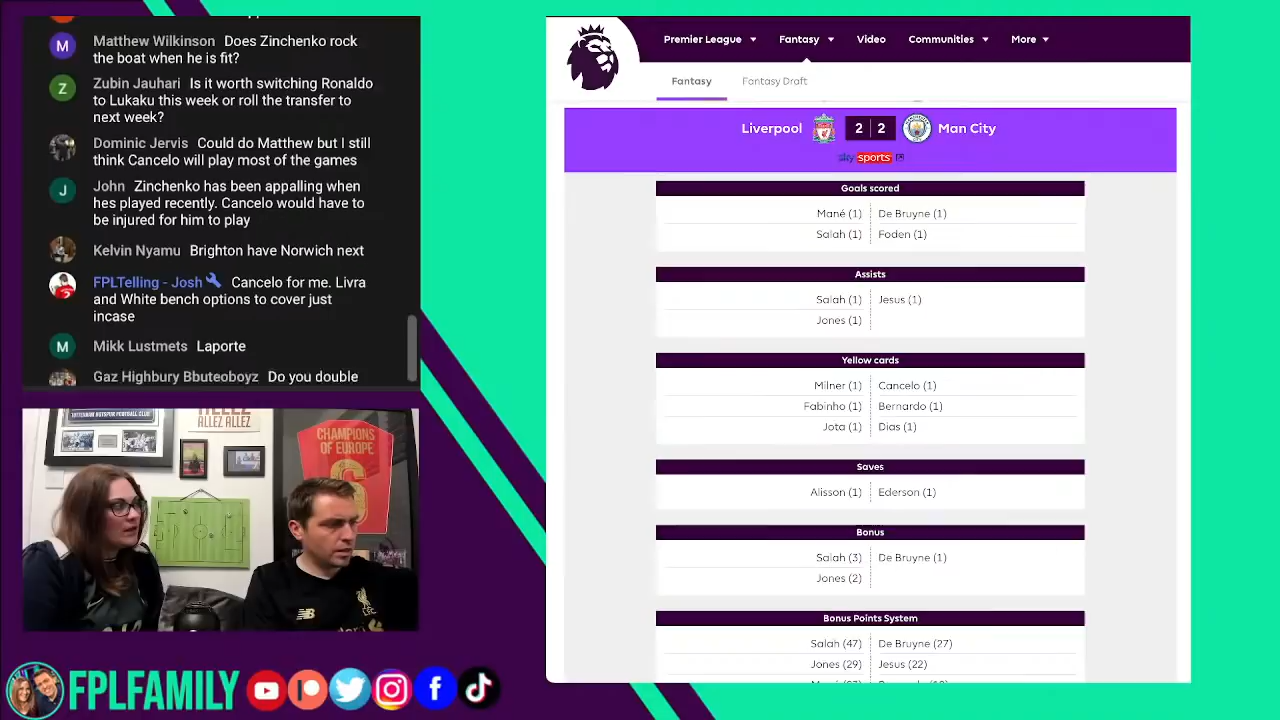 Matthew Wilkinson Does Zinchenko rock
the boat when he is fit?
Zubin Jauhari Is it worth switching Ronaldo
to Lukaku this week or roll the transfer to
next week?
Dominic Jervis Could do Matthew but I still
think Cancelo will play most of the games
John Zinchenko has been appalling when
hes played recently. Cancelo would have to
be injured for him to play
Kelvin Nyamu Brighton have Norwich next
FPLTelling - Josh Cancelo for me. Livra
and White bench options to cover just
incase
Mikk Lustmets Laporte
Gaz Highbury Bbuteoboyz Do you double
M
Z
J
M
TOTTENHAM HOTSPUR FOOTBALL CLUB
ALLEZ
ALLEZ ALLEZ
CHAMPIONS
OF EUROPE
6
NB
FPLFAMILY
Premier League
Fantasy
Video
Communities
More
Fantasy
Fantasy Draft
Liverpool 2 2 Man City
sky sports
Goals scored
Mané (1) De Bruyne (1)
Salah (1) Foden (1)
Assists
Salah (1) Jesus (1)
Jones (1)
Yellow cards
Milner (1) Cancelo (1)
Fabinho (1) Bernardo (1)
Jota (1) Dias (1)
Saves
Alisson (1) Ederson (1)
Bonus
Salah (3) De Bruyne (1)
Jones (2)
Bonus Points System
Salah (47) De Bruyne (27)
Jones (29) Jesus (22)